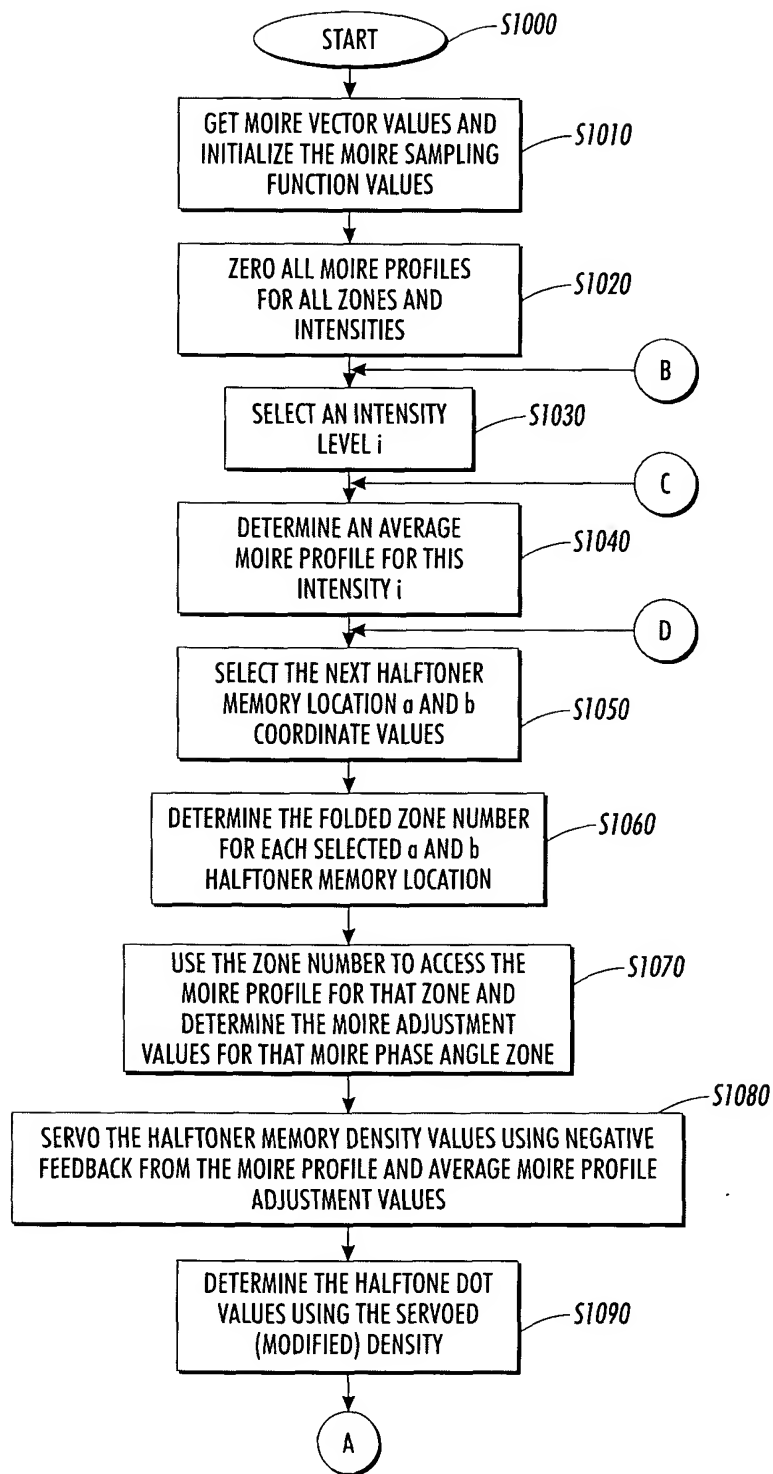 START
S1000
GET MOIRE VECTOR VALUES AND
INITIALIZE THE MOIRE SAMPLING
FUNCTION VALUES
S1010
ZERO ALL MOIRE PROFILES
FOR ALL ZONES AND
INTENSITIES
S1020
B
SELECT AN INTENSITY
LEVEL i
S1030
C
DETERMINE AN AVERAGE
MOIRE PROFILE FOR THIS
INTENSITY i
S1040
D
SELECT THE NEXT HALFTONER
MEMORY LOCATION a AND b
COORDINATE VALUES
S1050
DETERMINE THE FOLDED ZONE NUMBER
FOR EACH SELECTED a AND b
HALFTONER MEMORY LOCATION
S1060
USE THE ZONE NUMBER TO ACCESS THE
MOIRE PROFILE FOR THAT ZONE AND
DETERMINE THE MOIRE ADJUSTMENT
VALUES FOR THAT MOIRE PHASE ANGLE ZONE
S1070
SERVO THE HALFTONER MEMORY DENSITY VALUES USING NEGATIVE
FEEDBACK FROM THE MOIRE PROFILE AND AVERAGE MOIRE PROFILE
ADJUSTMENT VALUES
S1080
DETERMINE THE HALFTONE DOT
VALUES USING THE SERVOED
(MODIFIED) DENSITY
S1090
A